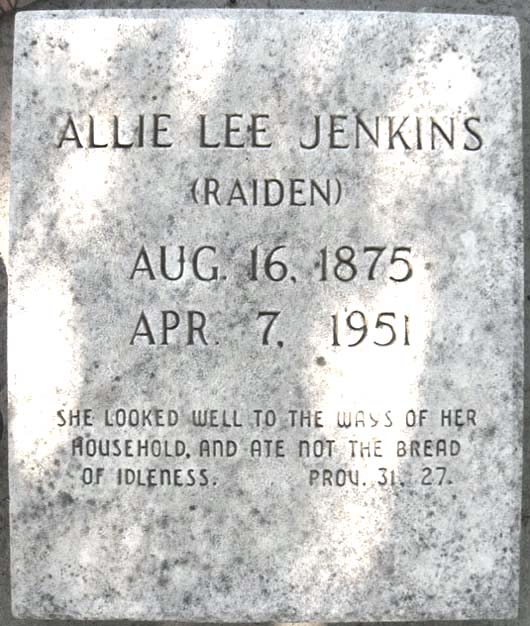 ALLIE LEE JENKINS
(RAIDEN)
AUG. 16, 1875
APR. 7, 1951
SHE LOOKED WELL TO THE WAYS OF HER
HOUSEHOLD, AND ATE NOT THE BREAD
OF IDLENESS. PROV. 31, 27.